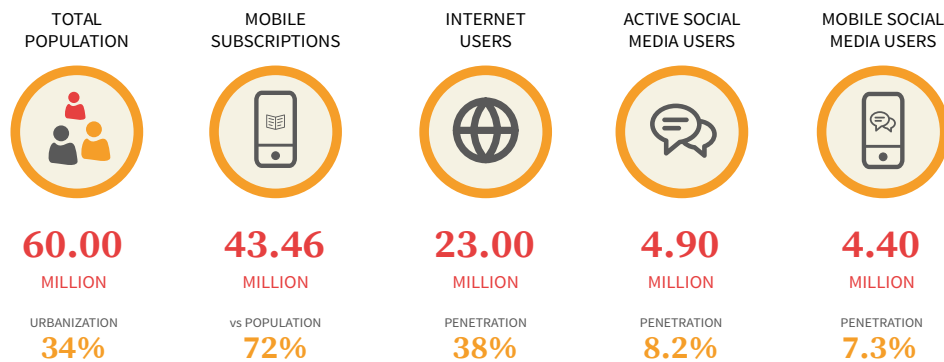 TOTAL
POPULATION
60.00
MILLION
URBANIZATION
34%
MOBILE
SUBSCRIPTIONS
43.46
MILLION
vs POPULATION
72%
INTERNET
USERS
23.00
MILLION
PENETRATION
38%
ACTIVE SOCIAL
MEDIA USERS
4.90
MILLION
PENETRATION
8.2%
MOBILE SOCIAL
MEDIA USERS
4.40
MILLION
PENETRATION
7.3%